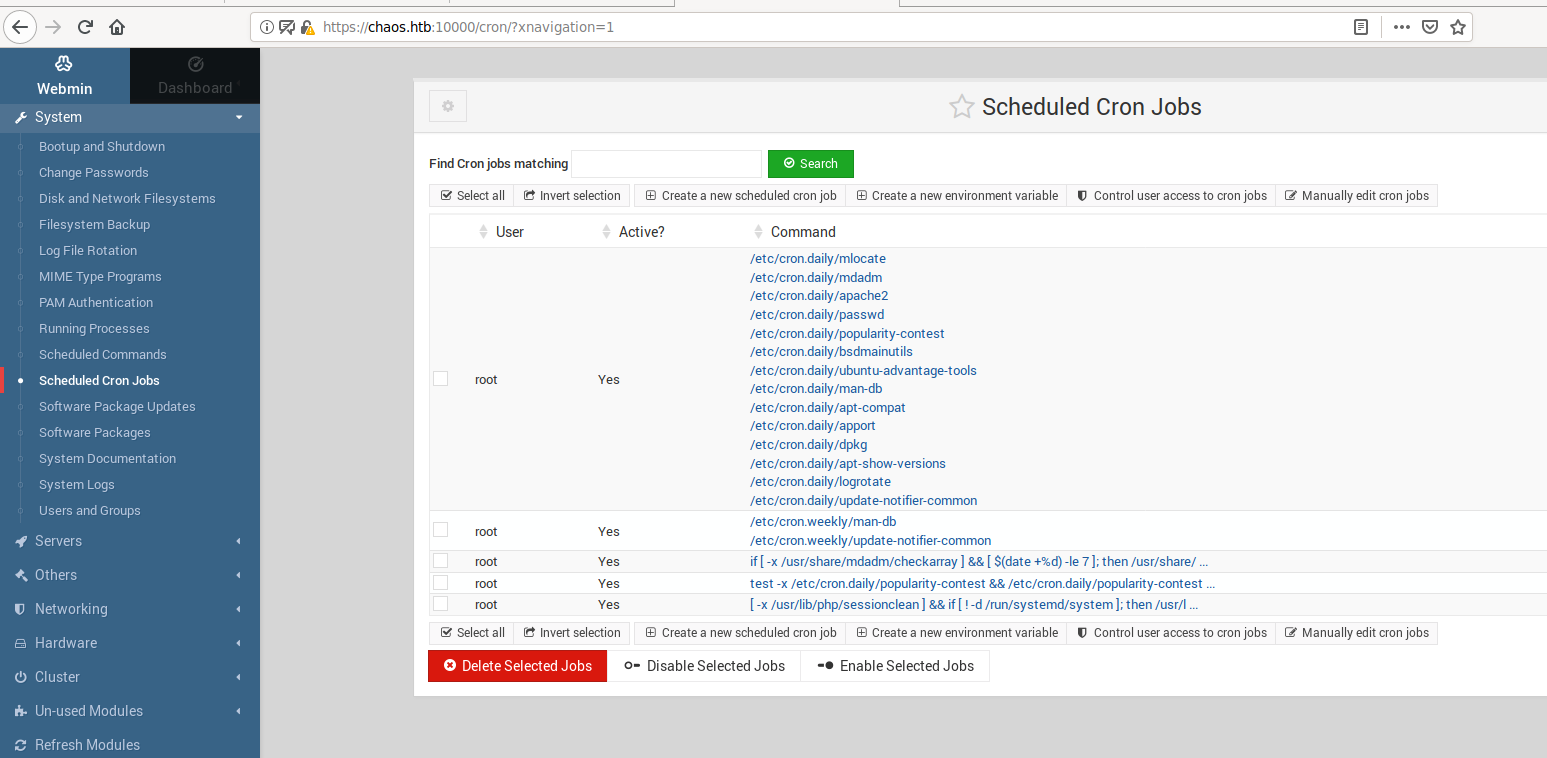 https://chaos.htb:10000/cron/?xnavigation=1
Webmin
Dashboard
System
Bootup and Shutdown
Change Passwords
Disk and Network Filesystems
Filesystem Backup
Log File Rotation
MIME Type Programs
PAM Authentication
Running Processes
Scheduled Commands
Scheduled Cron Jobs
Software Package Updates
Software Packages
System Documentation
System Logs
Users and Groups
Servers
Others
Networking
Hardware
Cluster
Un-used Modules
Refresh Modules
Scheduled Cron Jobs
Find Cron jobs matching Search
Select all Invert selection Create a new scheduled cron job Create a new environment variable Control user access to cron jobs Manually edit cron jobs
User Active? Command
root Yes
/etc/cron.daily/mlocate
/etc/cron.daily/mdadm
/etc/cron.daily/apache2
/etc/cron.daily/passwd
/etc/cron.daily/popularity-contest
/etc/cron.daily/bsdmainutils
/etc/cron.daily/ubuntu-advantage-tools
/etc/cron.daily/man-db
/etc/cron.daily/apt-compat
/etc/cron.daily/apport
/etc/cron.daily/dpkg
/etc/cron.daily/apt-show-versions
/etc/cron.daily/logrotate
/etc/cron.daily/update-notifier-common
root Yes
/etc/cron.weekly/man-db
/etc/cron.weekly/update-notifier-common
root Yes if [ -x /usr/share/mdadm/checkarray ] && [ $(date +%d) -le 7 ]; then /usr/share/ ...
root Yes test -x /etc/cron.daily/popularity-contest && /etc/cron.daily/popularity-contest ...
root Yes [ -x /usr/lib/php/sessionclean ] && if [ ! -d /run/systemd/system ]; then /usr/l ...
Select all Invert selection Create a new scheduled cron job Create a new environment variable Control user access to cron jobs Manually edit cron jobs
Delete Selected Jobs Disable Selected Jobs Enable Selected Jobs